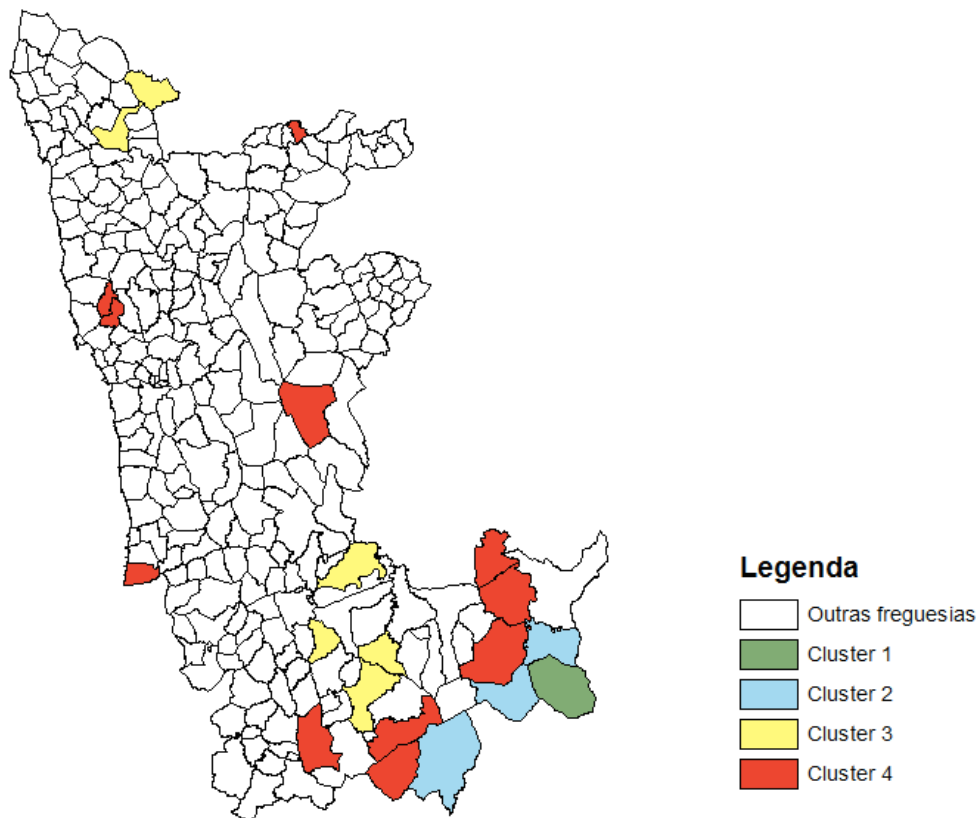 Legenda
Outras freguesias
Cluster 1
Cluster 2
Cluster 3
Cluster 4